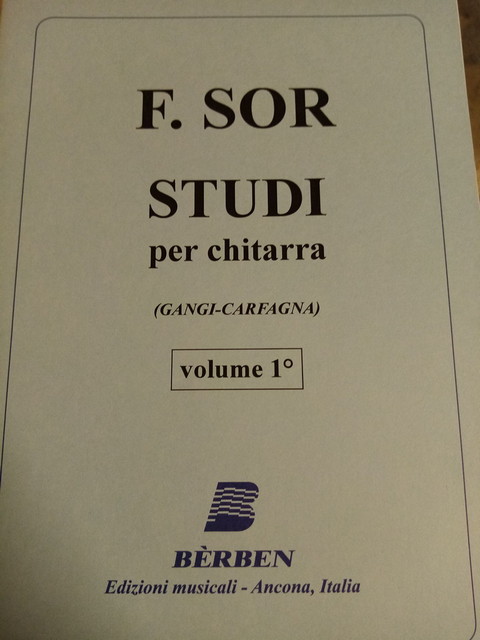 F. SOR
STUDI
per chitarra
(GANGI-CARFAGNA)
volume 1°
B
BÈRBEN
Edizioni musicali - Ancona, Italia